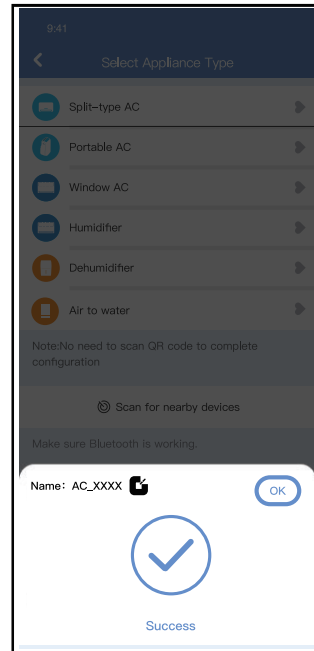 9:41
Select Appliance Type
Split-type AC
Portable AC
Window AC
Humidifier
Dehumidifier
Air to water
Note:No need to scan QR code to complete
configuration
Scan for nearby devices
Make sure Bluetooth is working.
Name: AC_XXXX
OK
Success